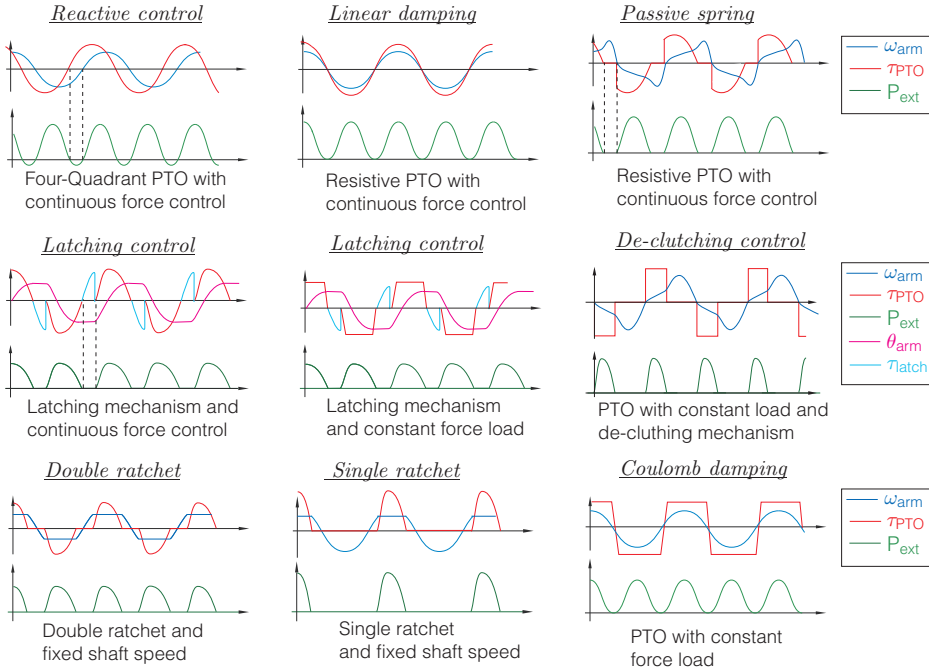 Reactive control
Linear damping
Passive spring
ωarm
τPTO
Pext
Four-Quadrant PTO with
continuous force control
Resistive PTO with
continuous force control
Resistive PTO with
continuous force control
Latching control
Latching control
De-clutching control
ωarm
τPTO
Pext
θarm
τlatch
Latching mechanism and
continuous force control
Latching mechanism
and constant force load
PTO with constant load and
de-cluthing mechanism
Double ratchet
Single ratchet
Coulomb damping
ωarm
τPTO
Pext
Double ratchet and
fixed shaft speed
Single ratchet
and fixed shaft speed
PTO with constant
force load